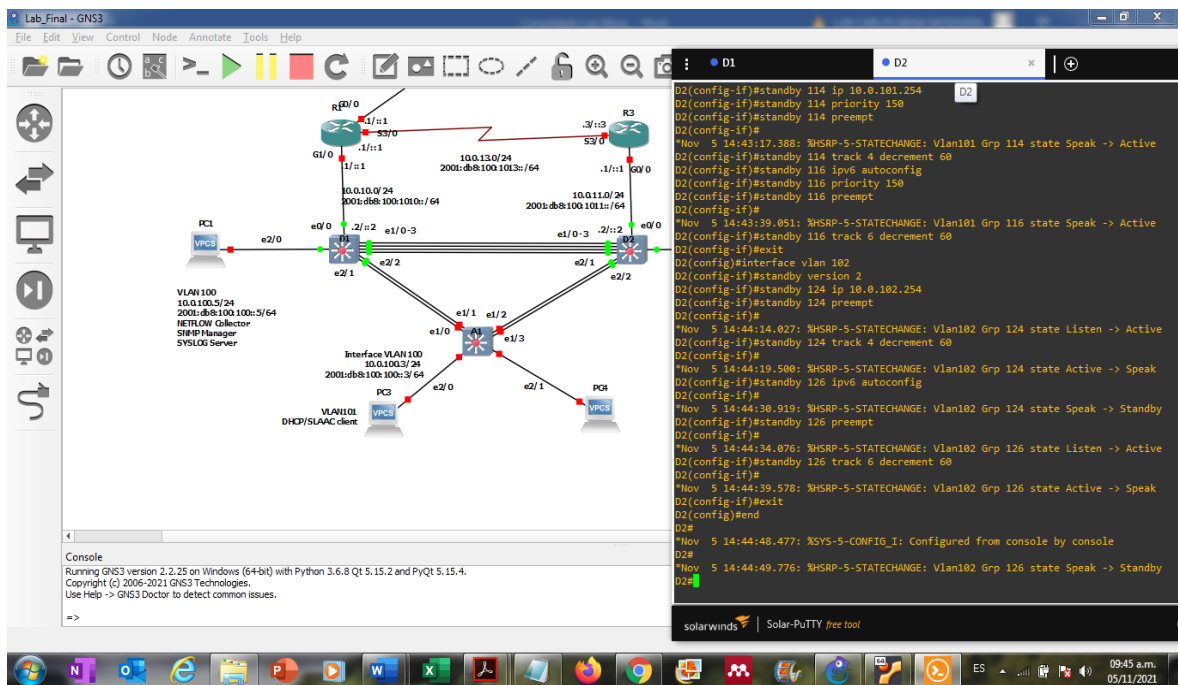 Lab_Final - GNS3
File Edit View Control Node Annotate Tools Help
G0/0
.1/::1
S3/0
.1/::1
G1/0
.1/::1
R3
.3/::3
S3/0
.1/::1
G0/0
10.0.13.0/24
2001:db8:100:1013::/64
10.0.10.0/24
2001:db8:100:1010::/64
10.0.11.0/24
2001:db8:100:1011::/64
PC1
VPCS
e2/0
e0/0
.2/::2
e1/0-3
D1
e1/0-3
.2/::2
e0/0
D2
e2/2
e2/1
e2/1
e2/2
VLAN 100
10.0.100.5/24
2001:db8:100:100::5/64
NETFLOW Collector
SNMP Manager
SYSLOG Server
e1/1
e1/2
e1/0
A1
e1/3
Interface VLAN 100
10.0.100.3/24
2001:db8:100:100::3/64
PC3
e2/0
e2/1
PC4
VLAN101
DHCP/SLAAC client
VPCS
VPCS
Console
Running GNS3 version 2.2.25 on Windows (64-bit) with Python 3.6.8 Qt 5.15.2 and PyQt 5.15.4.
Copyright (c) 2006-2021 GNS3 Technologies.
Use Help -> GNS3 Doctor to detect common issues.
=>
D1
D2
×
D2
D2(config-if)#standby 114 ip 10.0.101.254
D2(config-if)#standby 114 priority 150
D2(config-if)#standby 114 preempt
D2(config-if)#
*Nov  5 14:43:17.388: %HSRP-5-STATECHANGE: Vlan101 Grp 114 state Speak -> Active
D2(config-if)#standby 114 track 4 decrement 60
D2(config-if)#standby 116 ipv6 autoconfig
D2(config-if)#standby 116 priority 150
D2(config-if)#standby 116 preempt
D2(config-if)#
*Nov  5 14:43:39.051: %HSRP-5-STATECHANGE: Vlan101 Grp 116 state Speak -> Active
D2(config-if)#standby 116 track 6 decrement 60
D2(config-if)#exit
D2(config)#interface vlan 102
D2(config-if)#standby version 2
D2(config-if)#standby 124 ip 10.0.102.254
D2(config-if)#standby 124 preempt
D2(config-if)#
*Nov  5 14:44:14.027: %HSRP-5-STATECHANGE: Vlan102 Grp 124 state Listen -> Active
D2(config-if)#standby 124 track 4 decrement 60
D2(config-if)#
*Nov  5 14:44:19.500: %HSRP-5-STATECHANGE: Vlan102 Grp 124 state Active -> Speak
D2(config-if)#standby 126 ipv6 autoconfig
D2(config-if)#
*Nov  5 14:44:30.919: %HSRP-5-STATECHANGE: Vlan102 Grp 124 state Speak -> Standby
D2(config-if)#standby 126 preempt
D2(config-if)#
*Nov  5 14:44:34.076: %HSRP-5-STATECHANGE: Vlan102 Grp 126 state Listen -> Active
D2(config-if)#standby 126 track 6 decrement 60
D2(config-if)#
*Nov  5 14:44:39.578: %HSRP-5-STATECHANGE: Vlan102 Grp 126 state Active -> Speak
D2(config-if)#exit
D2(config)#end
D2#
*Nov  5 14:44:48.477: %SYS-5-CONFIG_I: Configured from console by console
D2#
*Nov  5 14:44:49.776: %HSRP-5-STATECHANGE: Vlan102 Grp 126 state Speak -> Standby
D2#
solarwinds | Solar-PuTTY free tool
ES
09:45 a.m.
05/11/2021